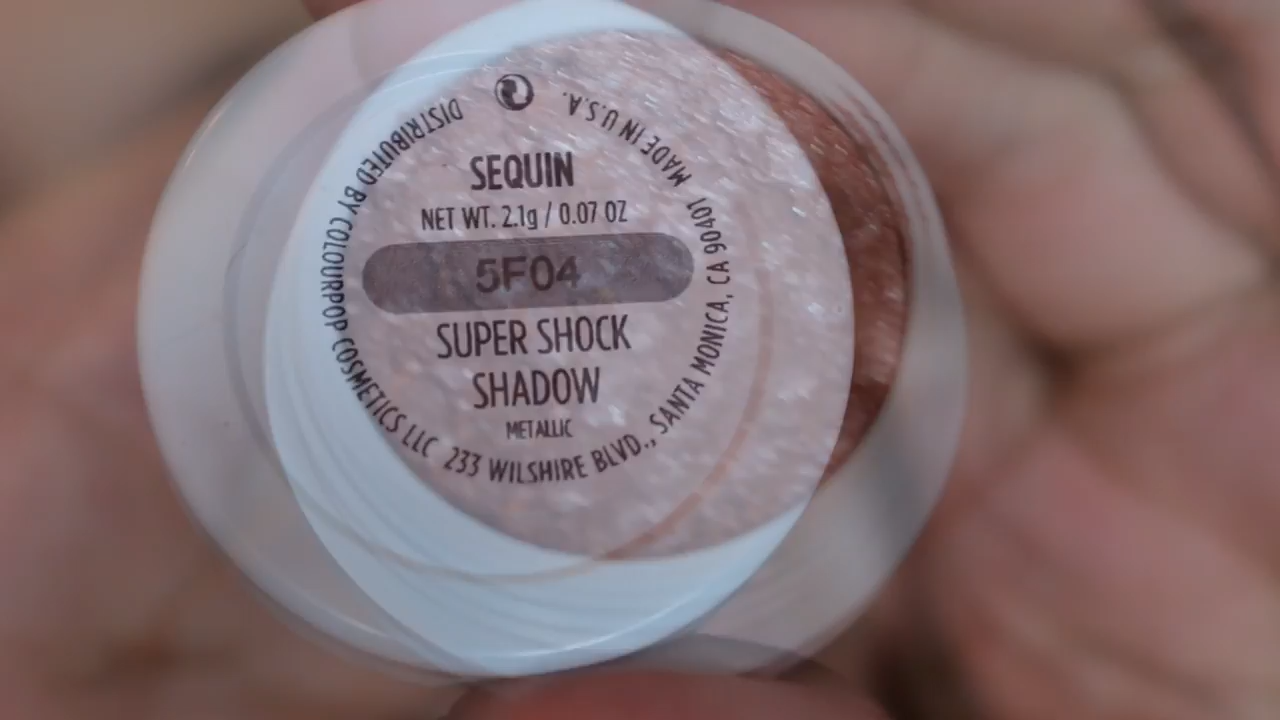 SEQUIN
NET WT. 2.1g / 0.07 OZ
5F04
SUPER SHOCK
SHADOW
METALLIC
DISTRIBUTED BY COLOURPOP COSMETICS LLC 233 WILSHIRE BLVD., SANTA MONICA, CA 90401 MADE IN U.S.A.